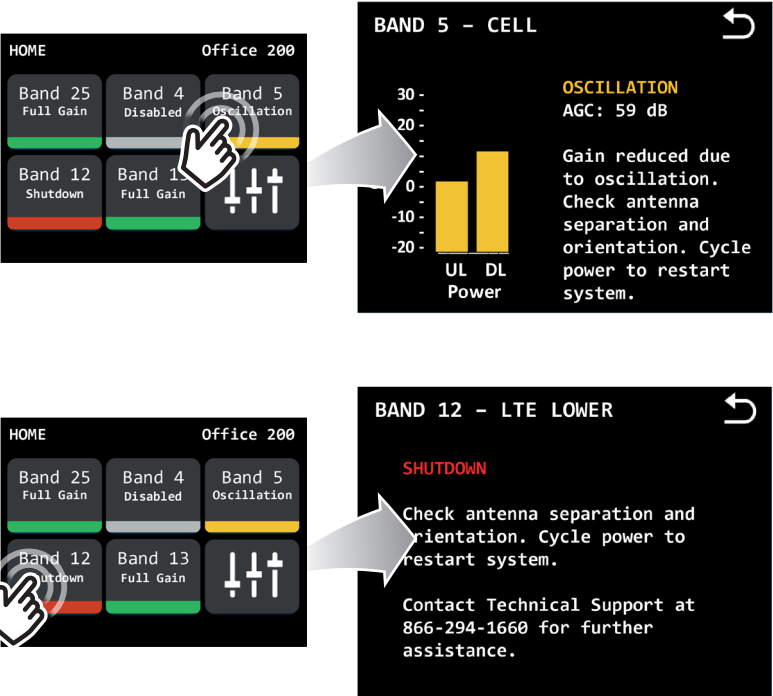 HOME Office 200
Band 25 Band 4 Band 5
Full Gain Disabled Oscillation
Band 12 Band
Shutdown Full Gain
BAND 5 – CELL
30 -
20
0 -
-10 -
-20 -
UL DL
Power
OSCILLATION
AGC: 59 dB
Gain reduced due
to oscillation.
Check antenna
separation and
orientation. Cycle
power to restart
system.
HOME Office 200
Band 25 Band 4 Band 5
Full Gain Disabled Oscillation
Band 12 Band 13
Shutdown Full Gain
BAND 12 – LTE LOWER
SHUTDOWN
Check antenna separation and
orientation. Cycle power to
restart system.
Contact Technical Support at
866-294-1660 for further
assistance.